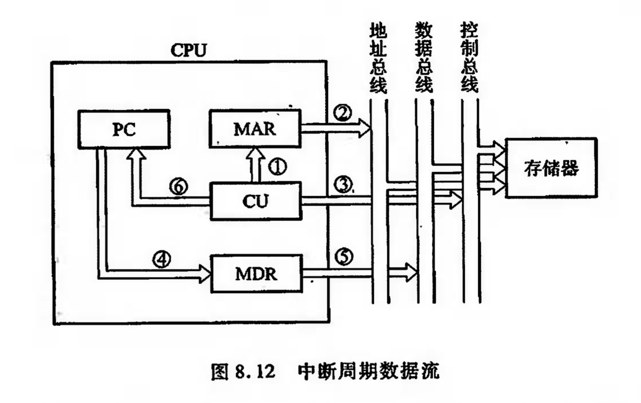 CPU
地址总线
数据总线
控制总线
PC
MAR
②
①
⑥
CU
③
存储器
④
MDR
⑤
图 8.12 中断周期数据流